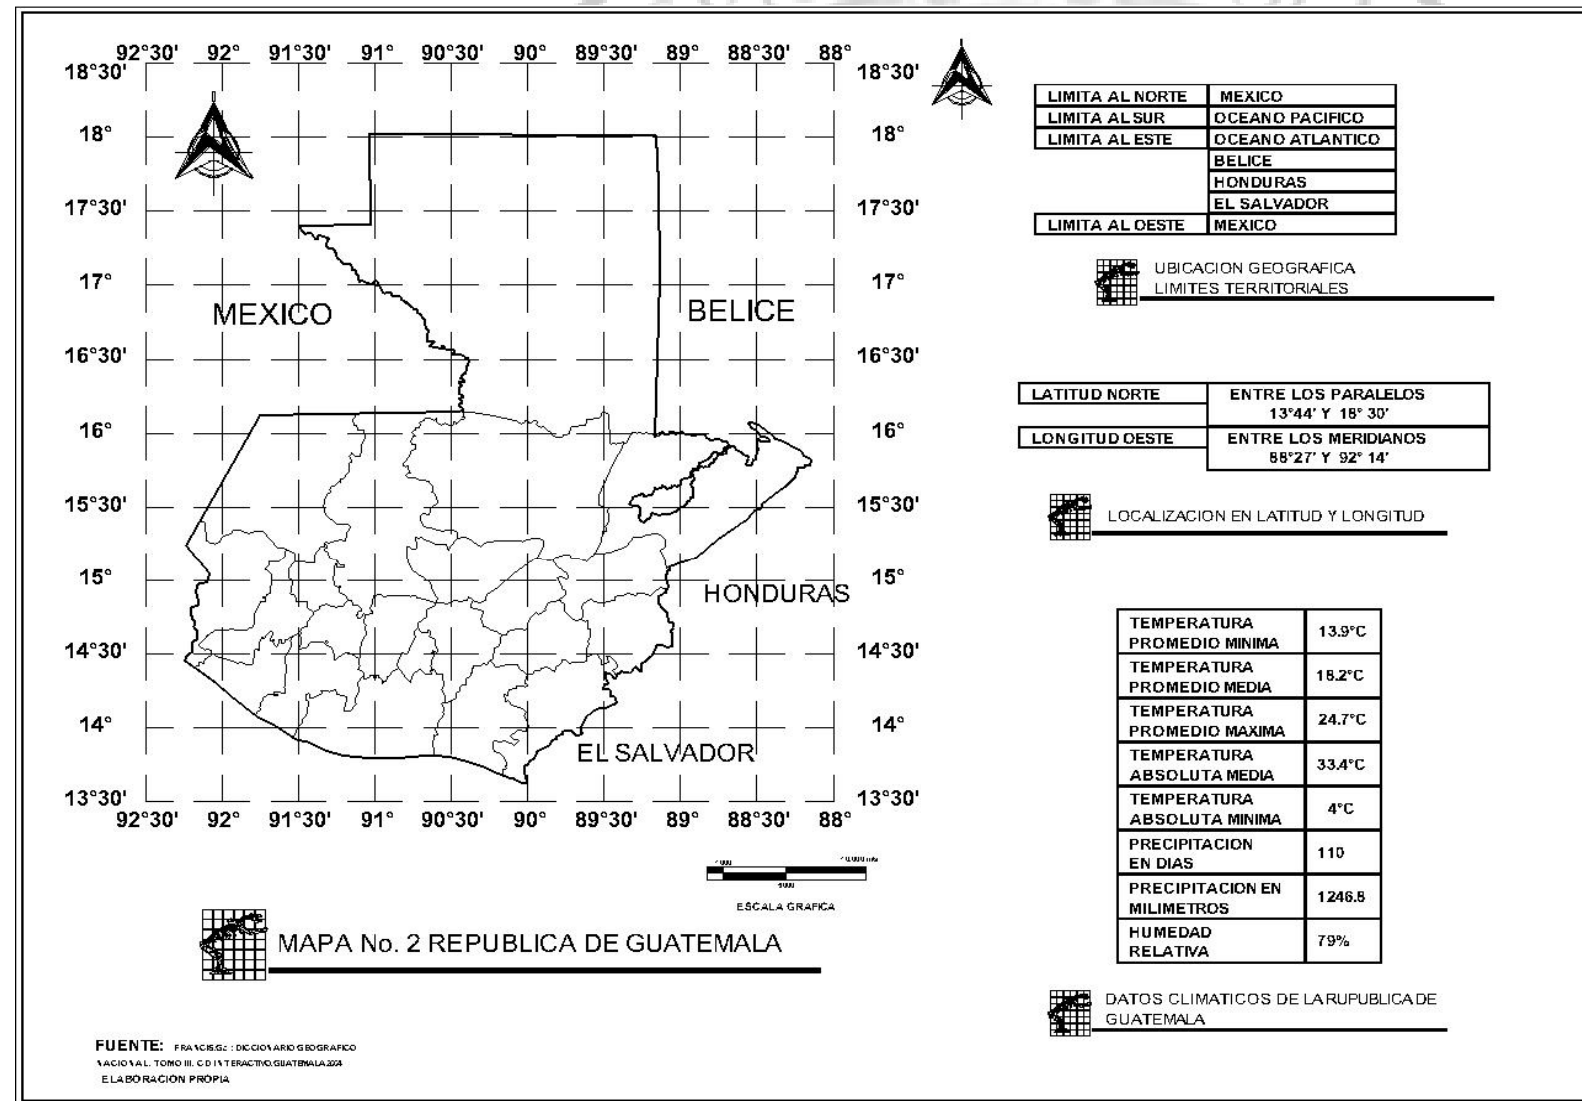 92°30' 92° 91°30' 91° 90°30' 90° 89°30' 89° 88°30' 88°
18°30' 18°30'
18° 18°
17°30' 17°30'
17° 17°
MEXICO BELICE
16°30' 16°30'
16° 16°
15°30' 15°30'
15° 15°
HONDURAS
14°30' 14°30'
14° 14°
EL SALVADOR
13°30' 13°30'
92°30' 92° 91°30' 91° 90°30' 90° 89°30' 89° 88°30' 88°
ESCALA GRAFICA
MAPA No. 2 REPUBLICA DE GUATEMALA
FUENTE: : DICCIONARIO GEOGRAFICO
NACIONAL. TOMO III. CD INTERACTIVO.GUATEMALA
ELABORACION PROPIA
LIMITA AL NORTE MEXICO
LIMITA AL SUR OCEANO PACIFICO
LIMITA AL ESTE OCEANO ATLANTICO
BELICE
HONDURAS
EL SALVADOR
LIMITA AL OESTE MEXICO
UBICACION GEOGRAFICA
LIMITES TERRITORIALES
LATITUD NORTE ENTRE LOS PARALELOS
13°44' Y 18° 30'
LONGITUD OESTE ENTRE LOS MERIDIANOS
88°27' Y 92° 14'
LOCALIZACION EN LATITUD Y LONGITUD
TEMPERATURA
PROMEDIO MINIMA 13.9°C
TEMPERATURA
PROMEDIO MEDIA 18.2°C
TEMPERATURA
PROMEDIO MAXIMA 24.7°C
TEMPERATURA
ABSOLUTA MEDIA 33.4°C
TEMPERATURA
ABSOLUTA MINIMA 4°C
PRECIPITACION
EN DIAS 110
PRECIPITACION EN
MILIMETROS 1246.8
HUMEDAD
RELATIVA 79%
DATOS CLIMATICOS DE LA RUPUBLICA DE
GUATEMALA